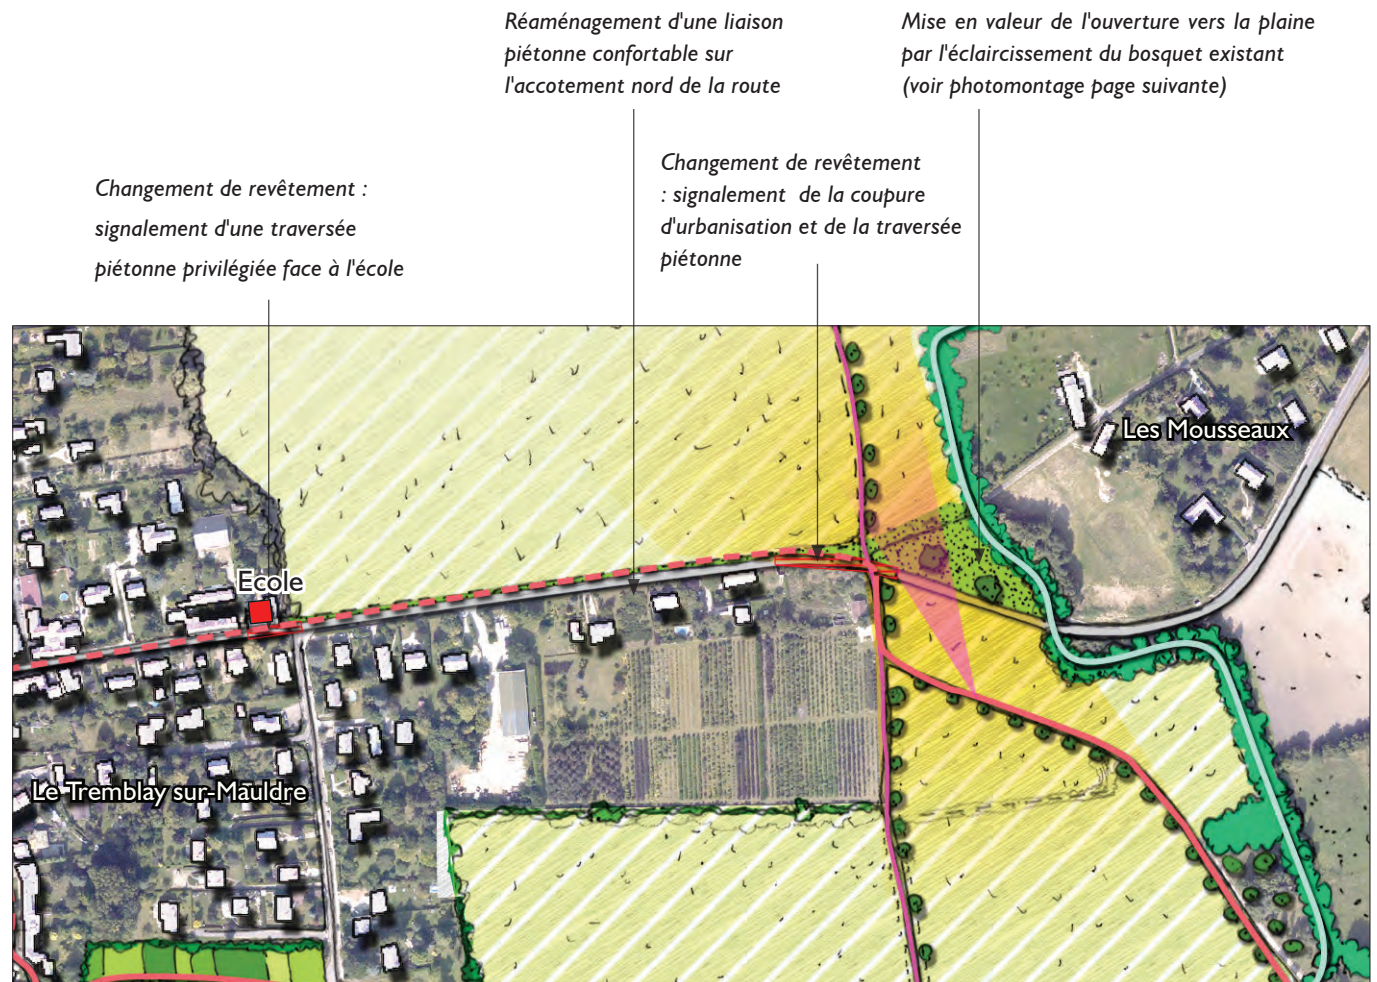 Réaménagement d'une liaison
piétonne confortable sur
l'accotement nord de la route
Mise en valeur de l'ouverture vers la plaine
par l'éclaircissement du bosquet existant
(voir photomontage page suivante)
Changement de revêtement :
signalement d'une traversée
piétonne privilégiée face à l'école
Changement de revêtement
: signalement de la coupure
d'urbanisation et de la traversée
piétonne
Les Mousseaux
Ecole
Le Tremblay sur-Mauldre